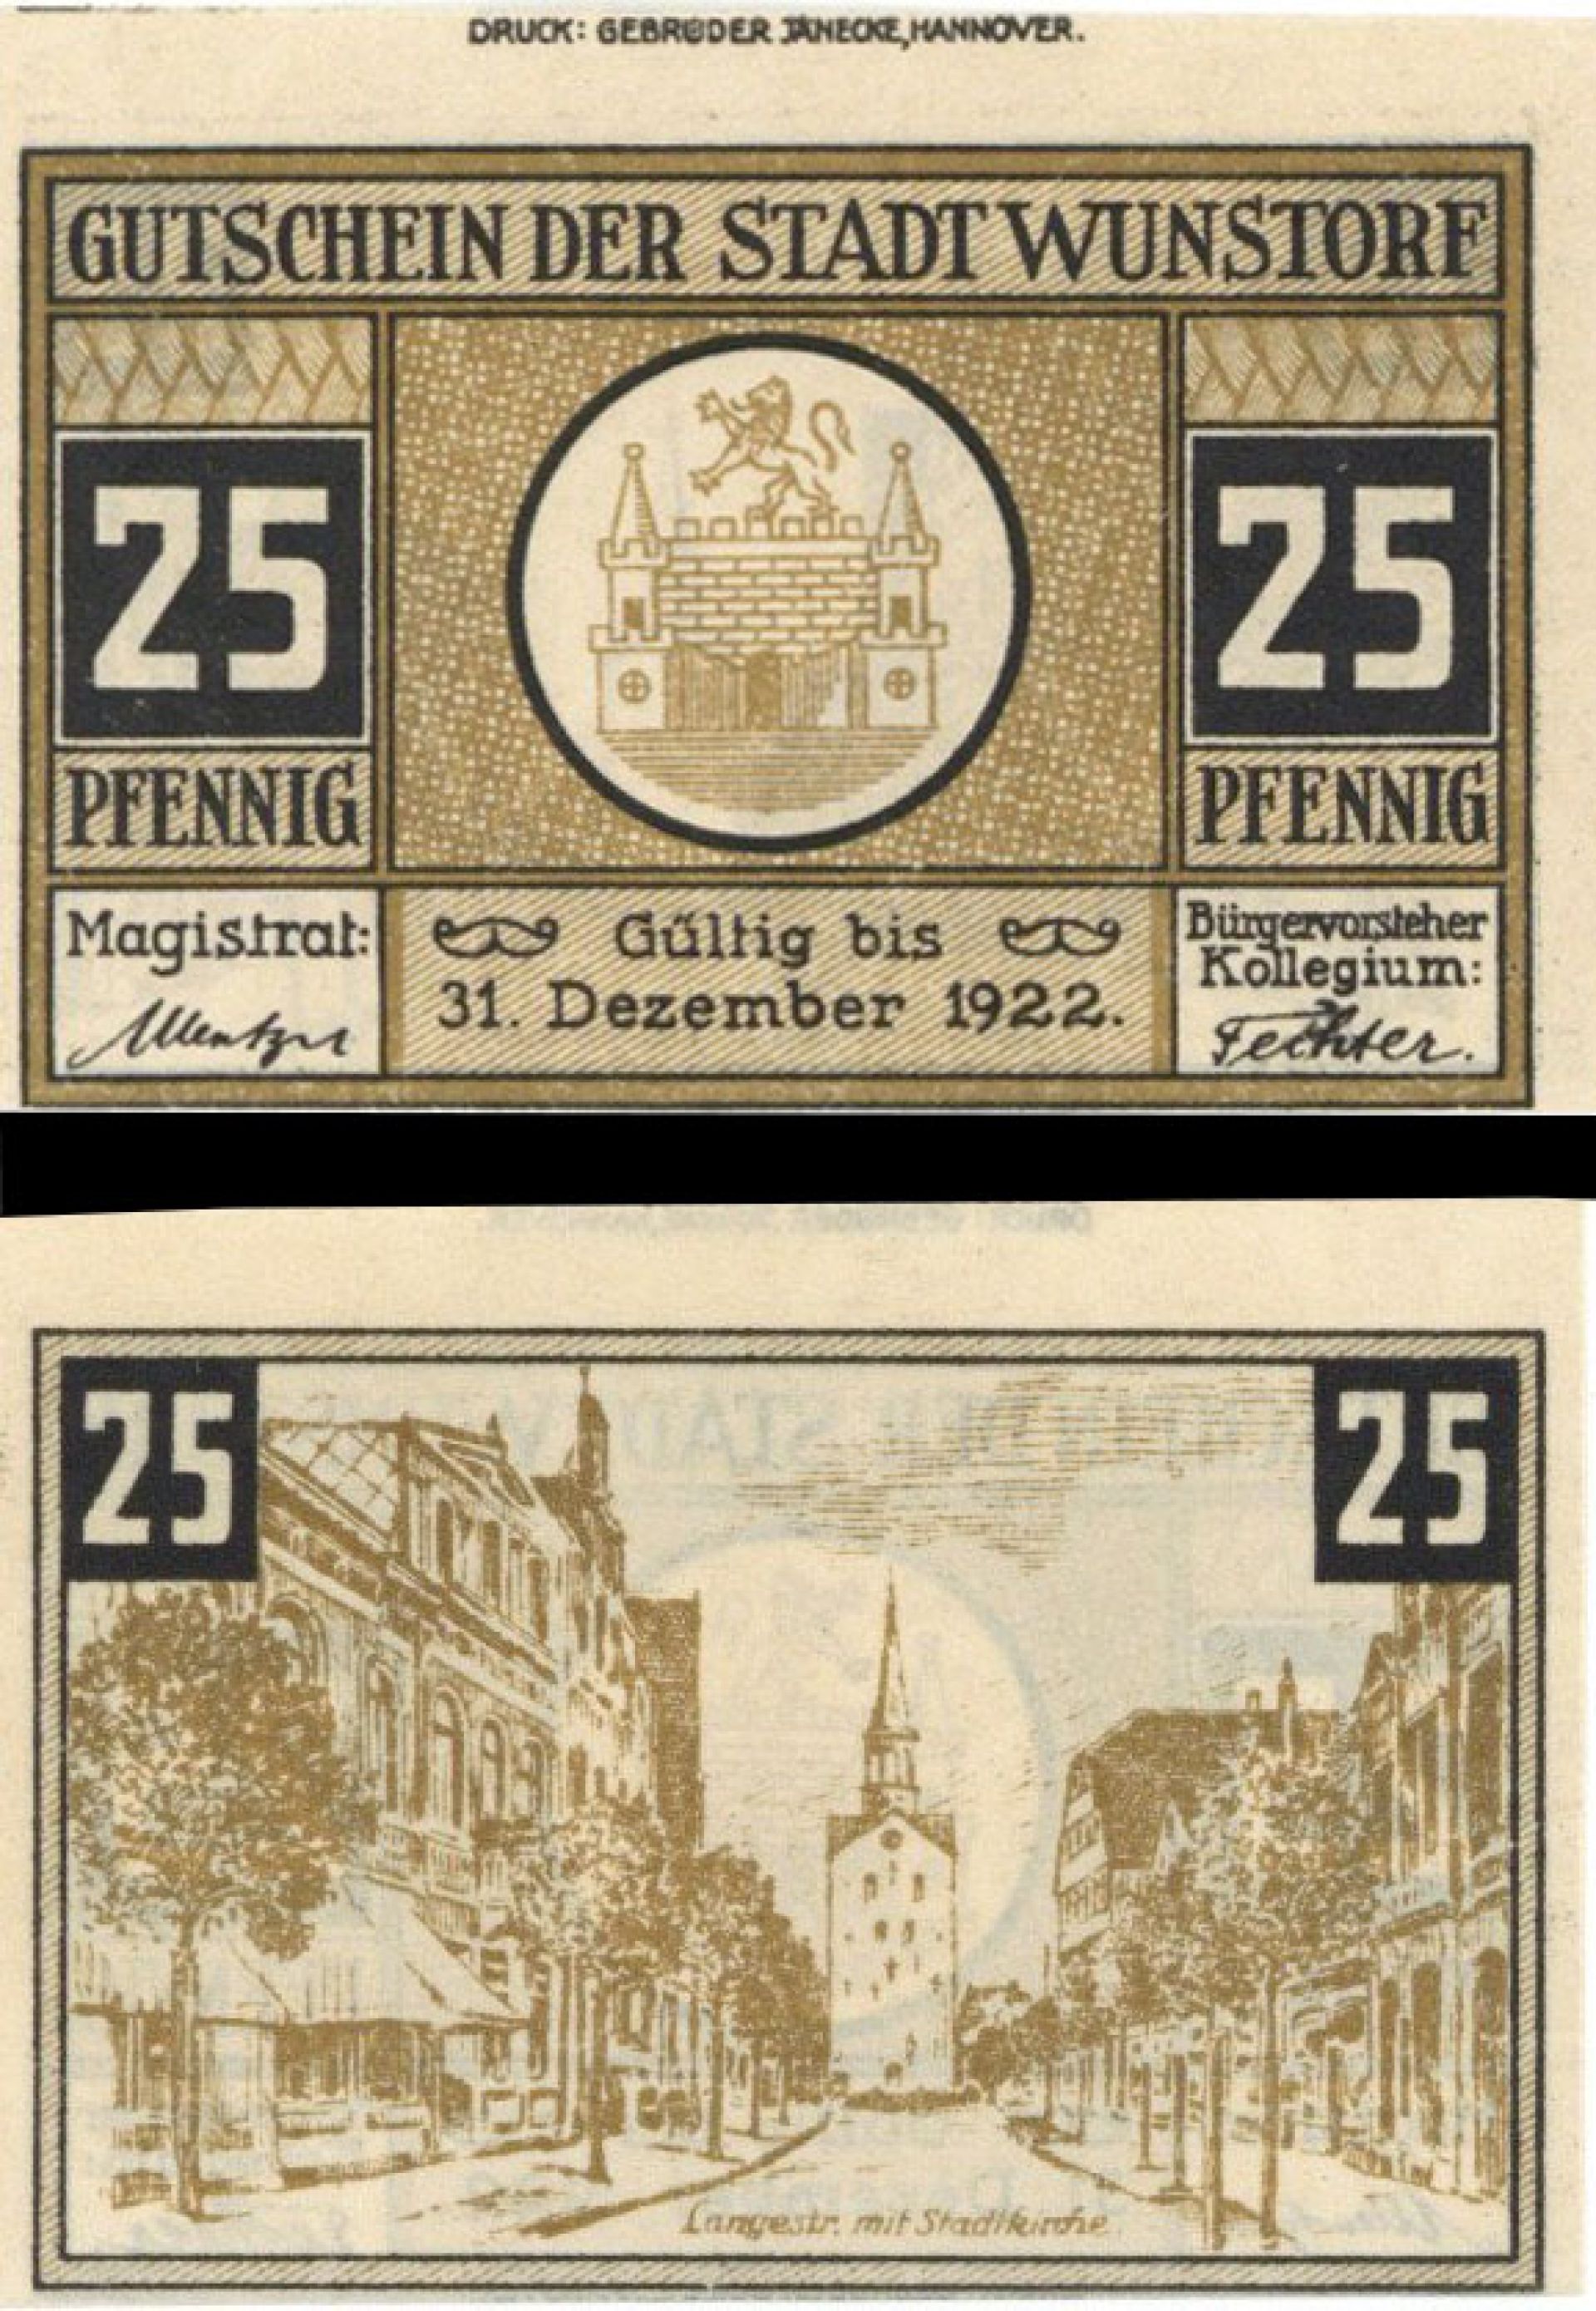 DRUCK: GEBRÜDER JÄNECKE, HANNOVER.
GUTSCHEIN DER STADT WUNSTORF
25 25
PFENNIG PFENNIG
Magistrat:
Gültig bis
31. Dezember 1922.
Bürgervorsteher
Kollegium:
Fechter.
25 25
Langestr. mit Stadtkirche.